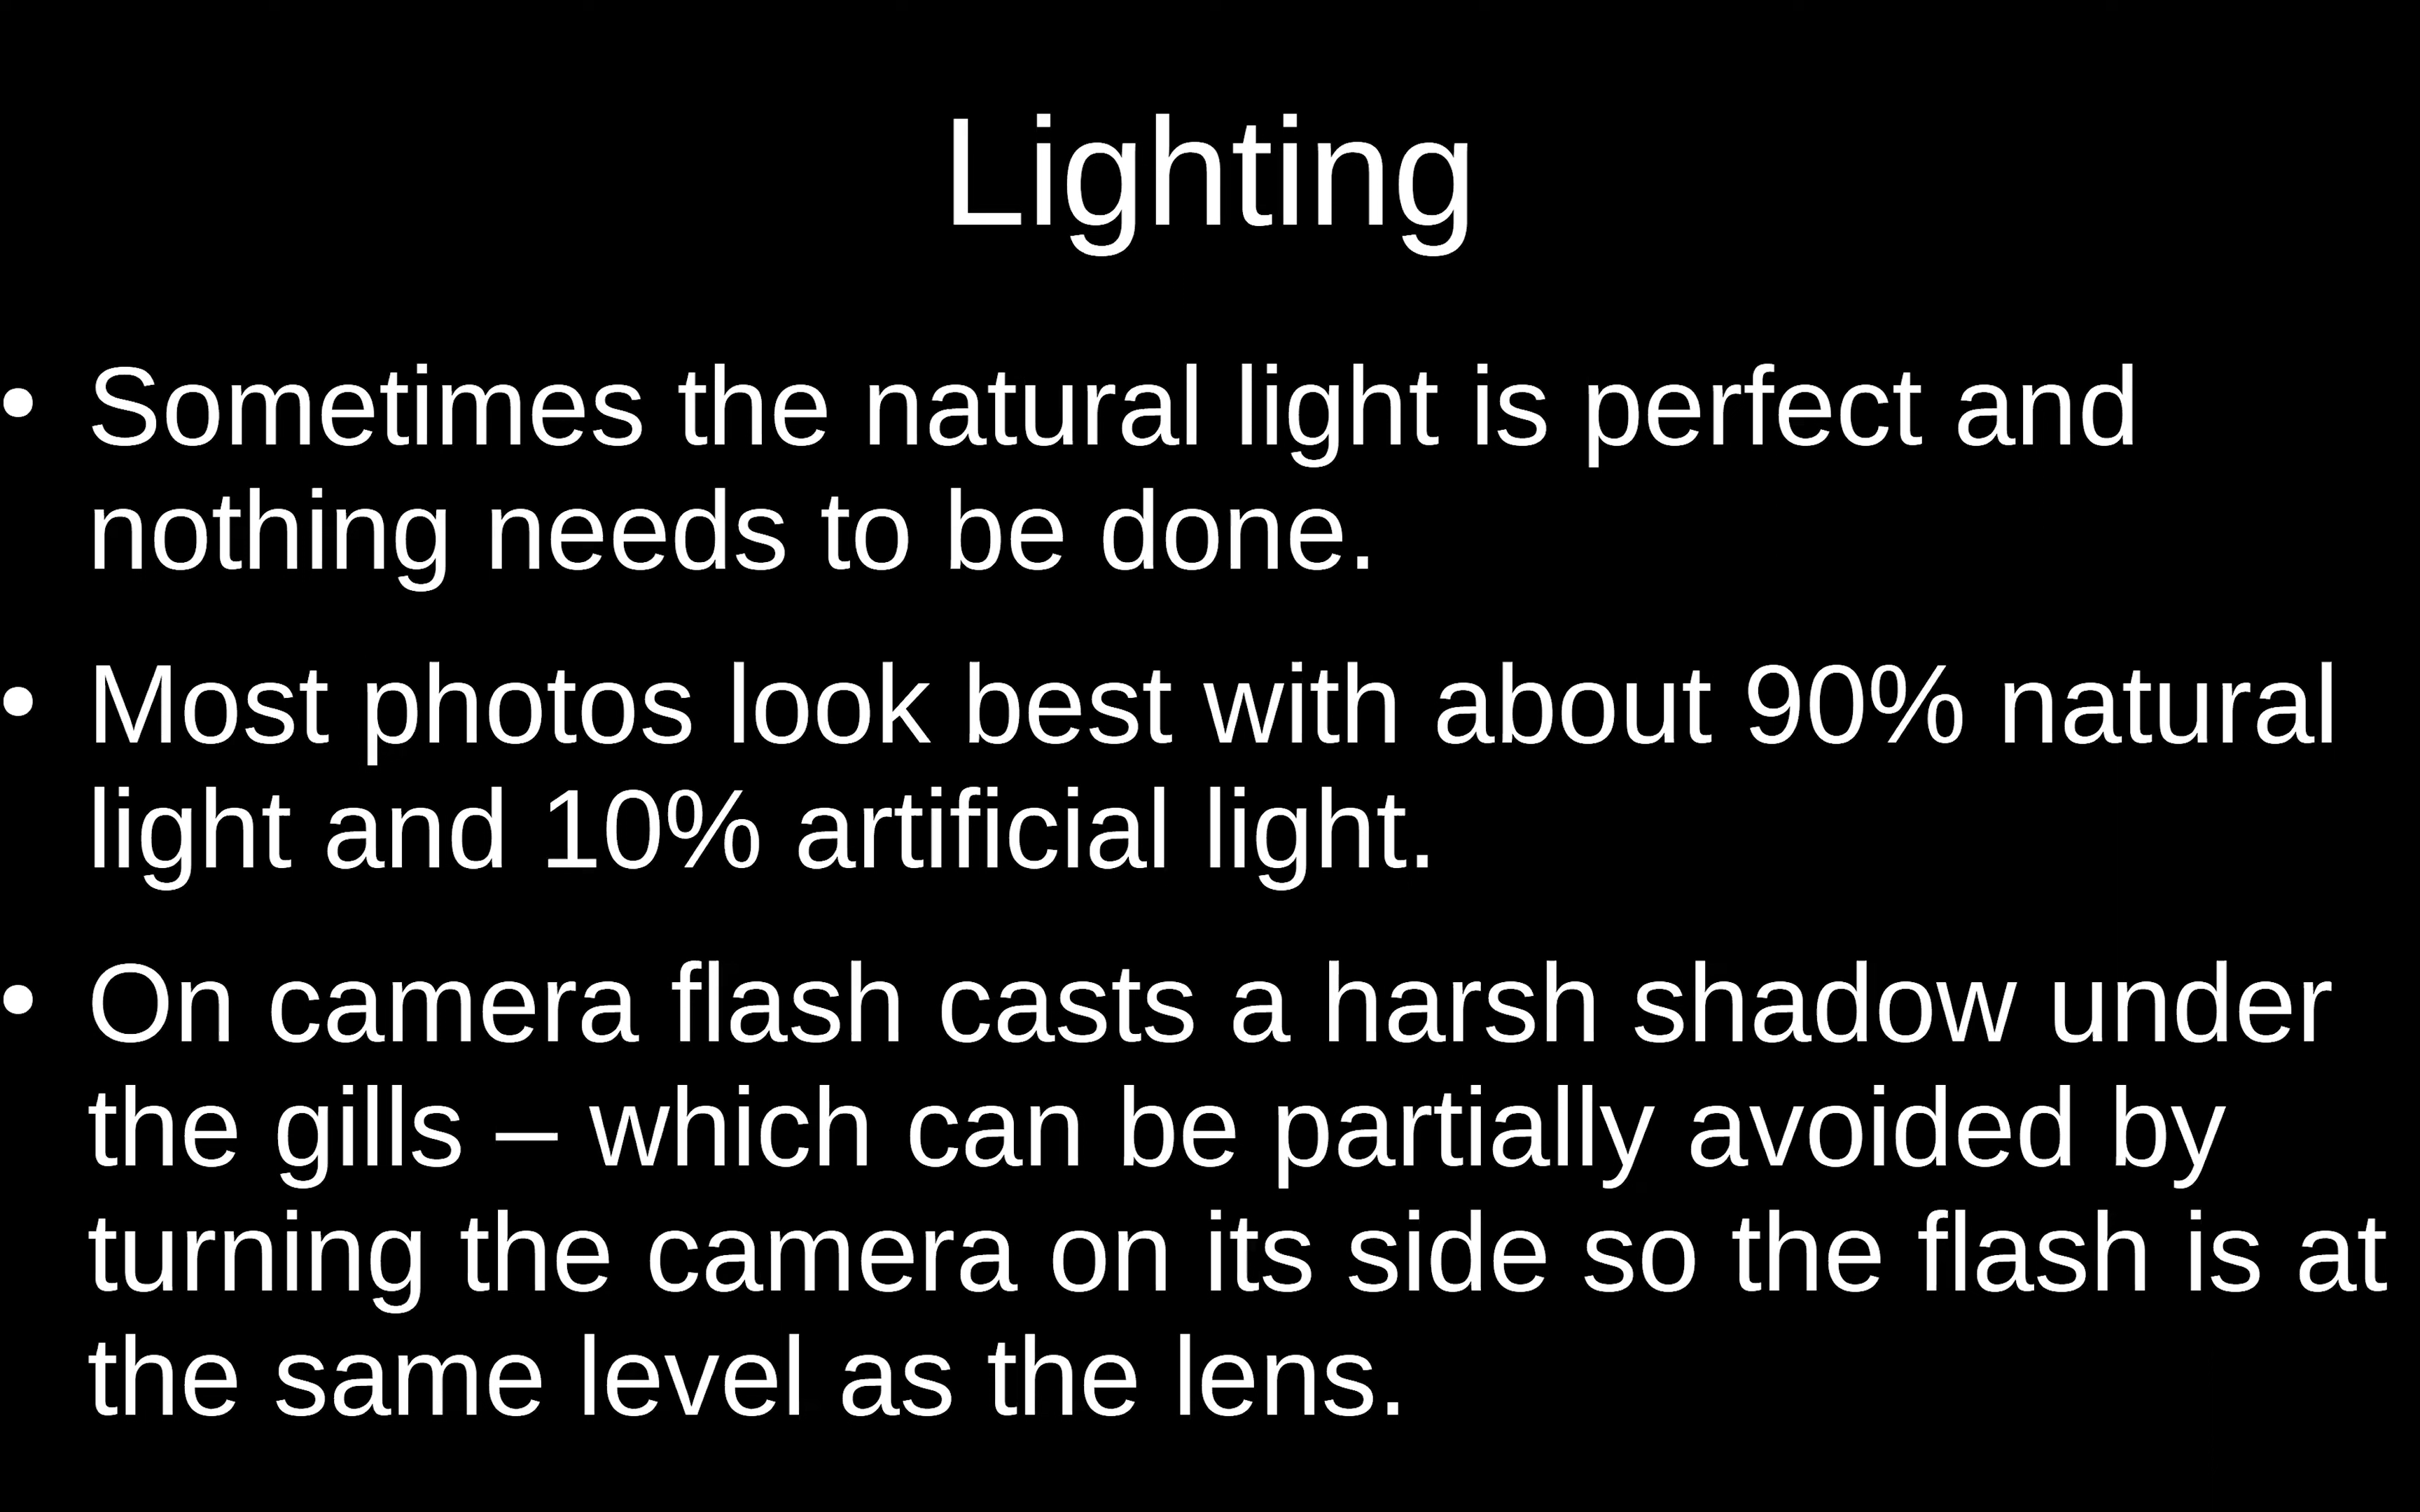 Lighting
• Sometimes the natural light is perfect and
nothing needs to be done.
• Most photos look best with about 90% natural
light and 10% artificial light.
• On camera flash casts a harsh shadow under
the gills – which can be partially avoided by
turning the camera on its side so the flash is at
the same level as the lens.